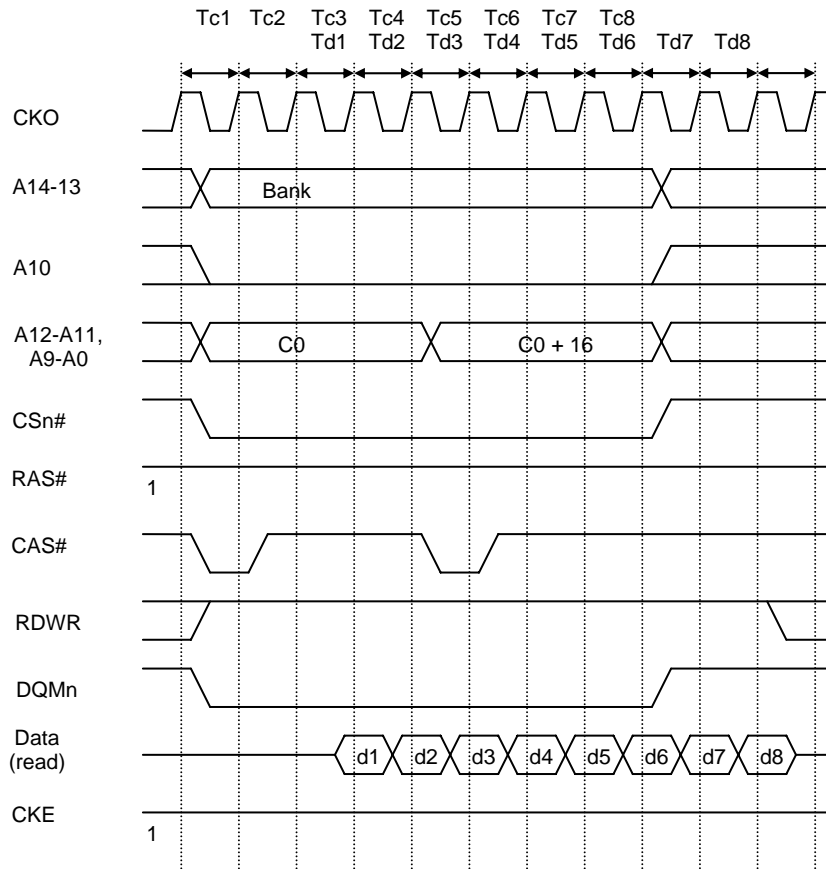 Tc1 Tc2 Tc3 Tc4 Tc5 Tc6 Tc7 Tc8
Td1 Td2 Td3 Td4 Td5 Td6 Td7 Td8
CKO
A14-13
Bank
A10
A12-A11,
A9-A0
C0
C0 + 16
CSn#
RAS#
1
CAS#
RDWR
DQMn
Data
(read)
d1 d2 d3 d4 d5 d6 d7 d8
CKE
1